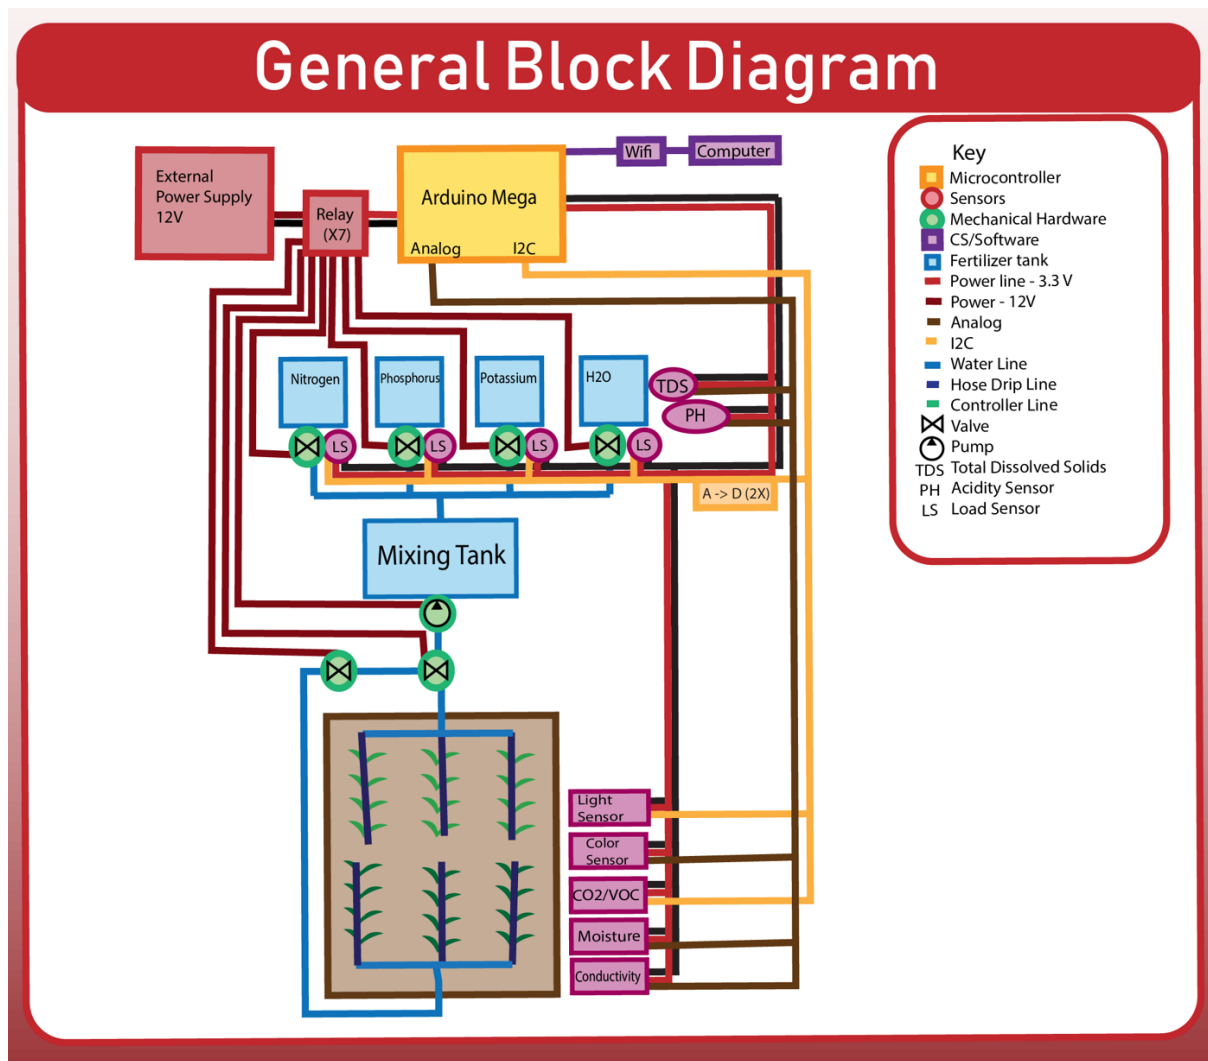 General Block Diagram
External
Power Supply
12V
Relay
(X7)
Arduino Mega
Analog
I2C
Wifi
Computer
Key
Microcontroller
Sensors
Mechanical Hardware
CS/Software
Fertilizer tank
Power line - 3.3 V
Power - 12V
Analog
I2C
Water Line
Hose Drip Line
Controller Line
Valve
Pump
TDS Total Dissolved Solids
PH Acidity Sensor
LS Load Sensor
Nitrogen
Phosphorus
Potassium
H2O
TDS
PH
LS
LS
LS
LS
A -> D (2X)
Mixing Tank
Light
Sensor
Color
Sensor
CO2/VOC
Moisture
Conductivity